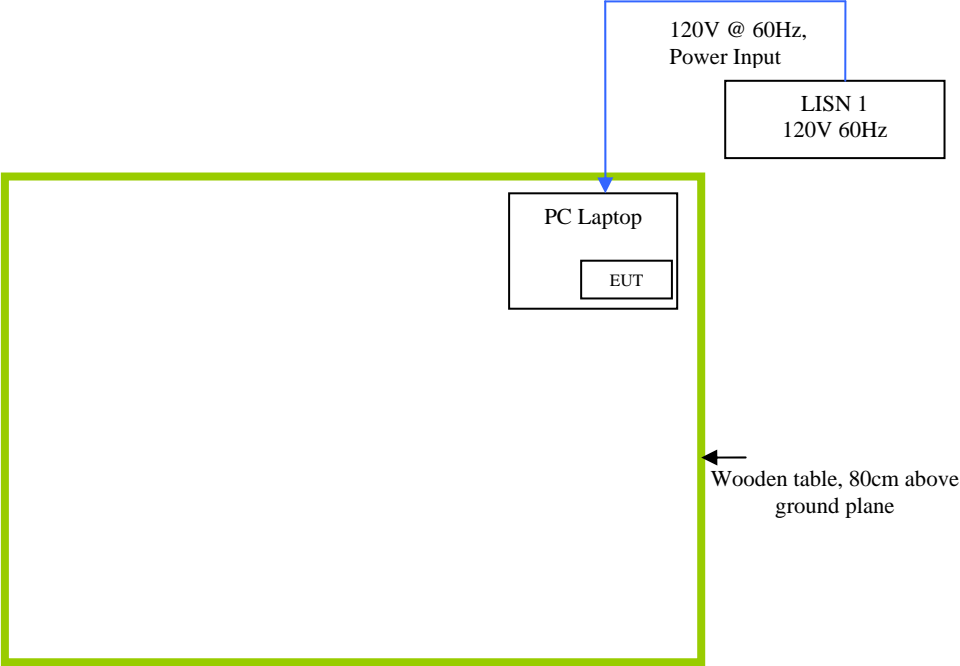 120V @ 60Hz,
Power Input
LISN 1
120V 60Hz
PC Laptop
EUT
Wooden table, 80cm above
ground plane